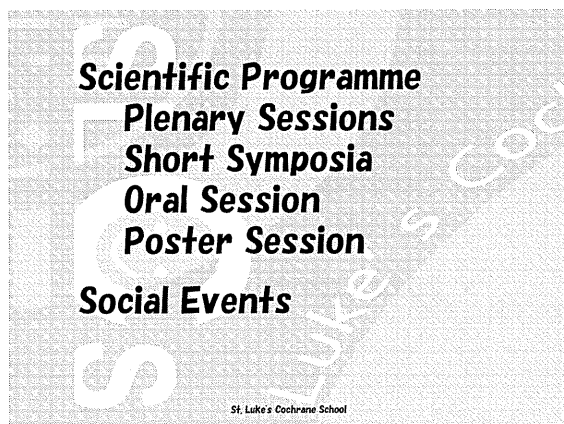 Scientific Programme
Plenary Sessions
Short Symposia
Oral Session
Poster Session
Social Events
St. Luke's Cochrane School